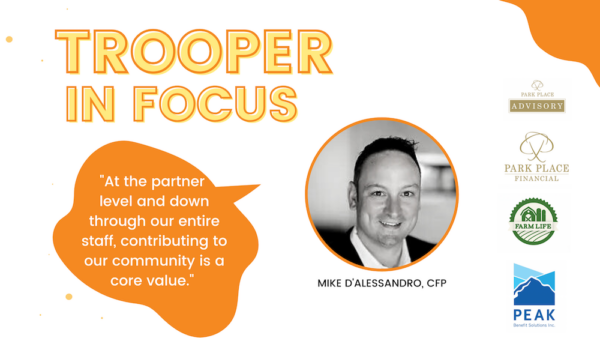 TROOPER
IN FOCUS
"At the partner
level and down
through our entire
staff, contributing to
our community is a
core value."
MIKE D'ALESSANDRO, CFP
PARK PLACE
ADVISORY
PARK PLACE
FINANCIAL
FARM LIFE
PEAK
Benefit Solutions Inc.